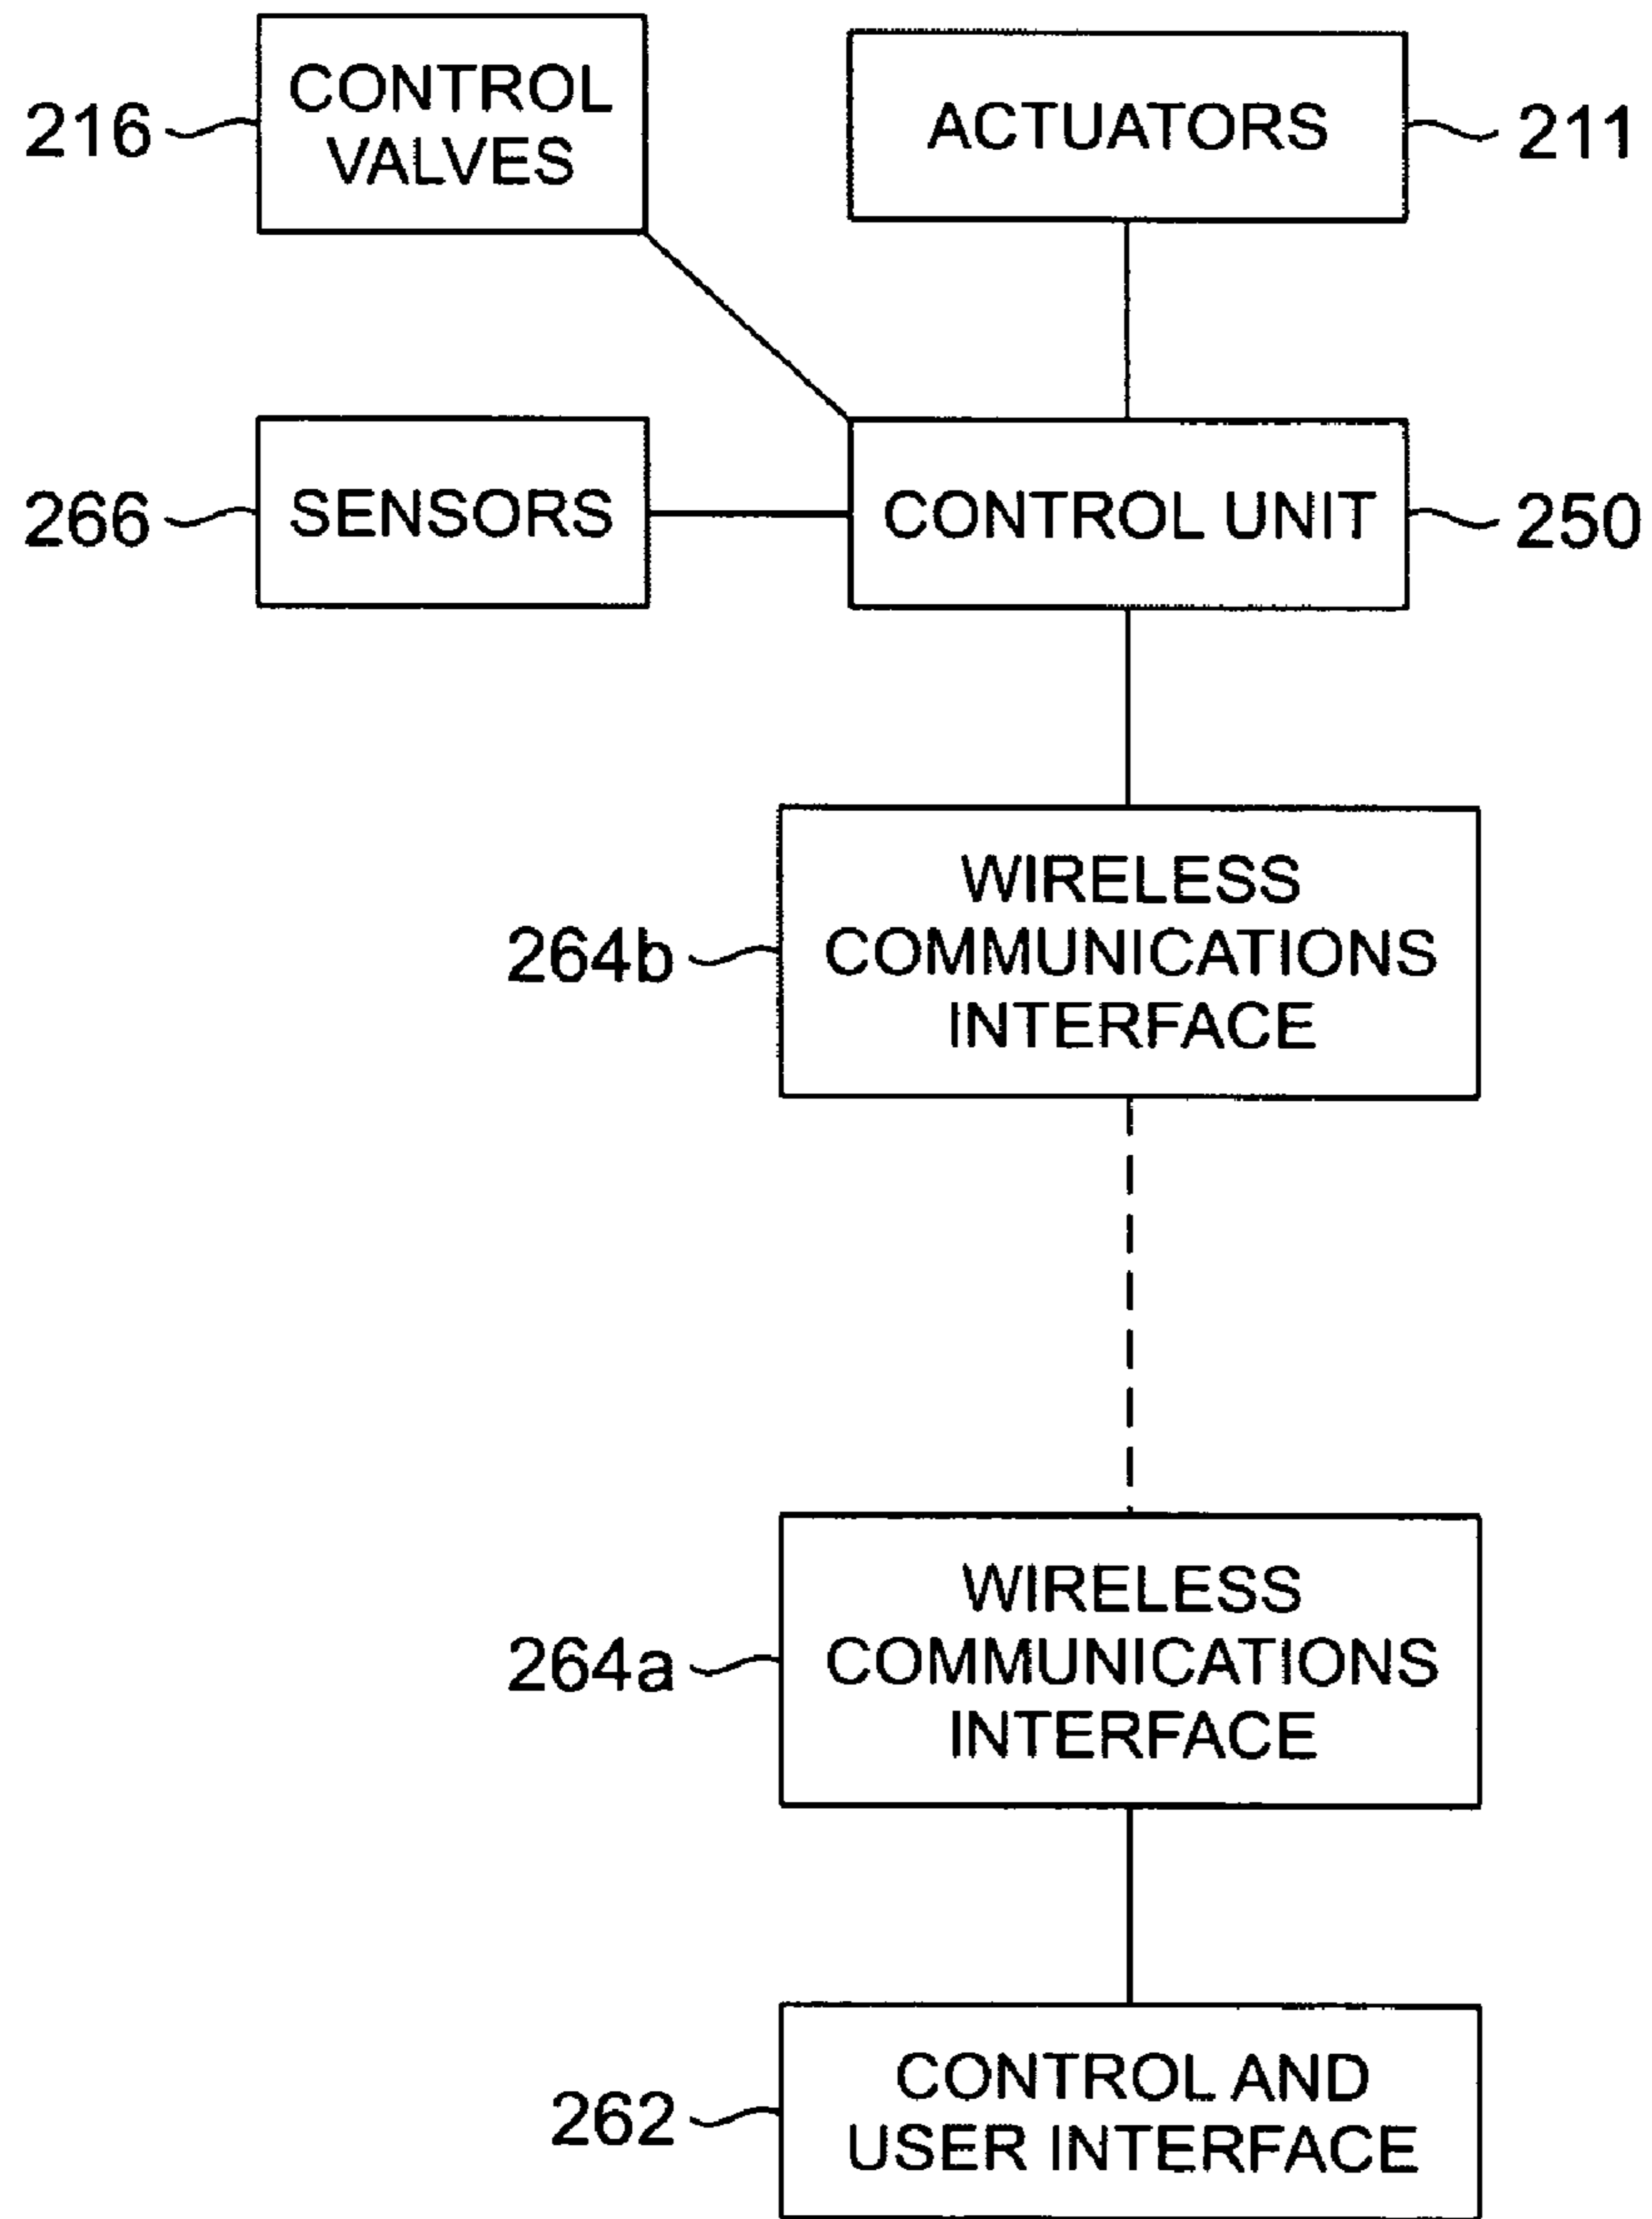 CONTROL
VALVES
216
ACTUATORS
211
SENSORS
266
CONTROL UNIT
250
WIRELESS
COMMUNICATIONS
INTERFACE
264b
WIRELESS
COMMUNICATIONS
INTERFACE
264a
CONTROL AND
USER INTERFACE
262